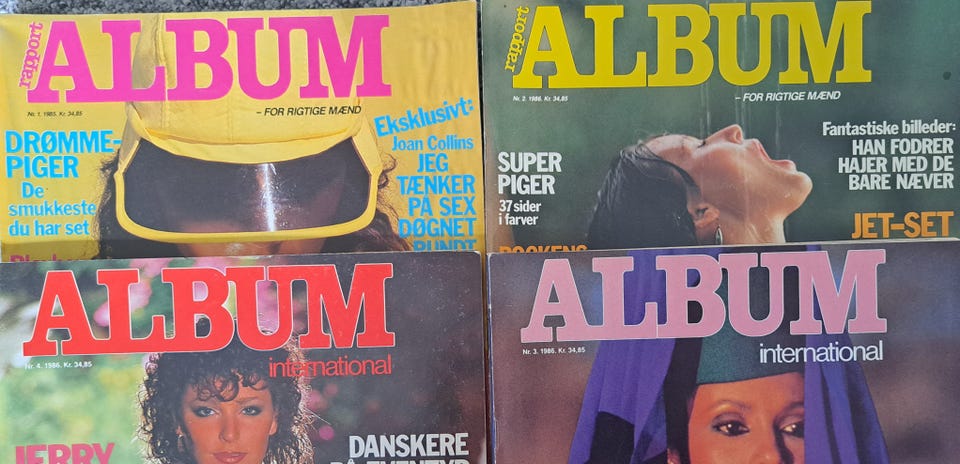 rapport
ALBUM
– FOR RIGTIGE MÆND
Nr. 1. 1985. Kr. 34,85
DRØMME-
PIGER
De
smukkeste
du har set
Eksklusivt:
Joan Collins
JEG
TÆNKER
PÅ SEX
DØGNET
RUNDT
rapport
ALBUM
Nr. 2. 1986. Kr. 34,85
– FOR RIGTIGE MÆND
SUPER
PIGER
37 sider
i farver
Fantastiske billeder:
HAN FODRER
HAJER MED DE
BARE NÆVER
JET-SET
ALBUM
international
Nr. 4. 1986. Kr. 34,85
JERRY
DANSKERE
PÅ EVENTYR
ALBUM
international
Nr. 3. 1986. Kr. 34,85